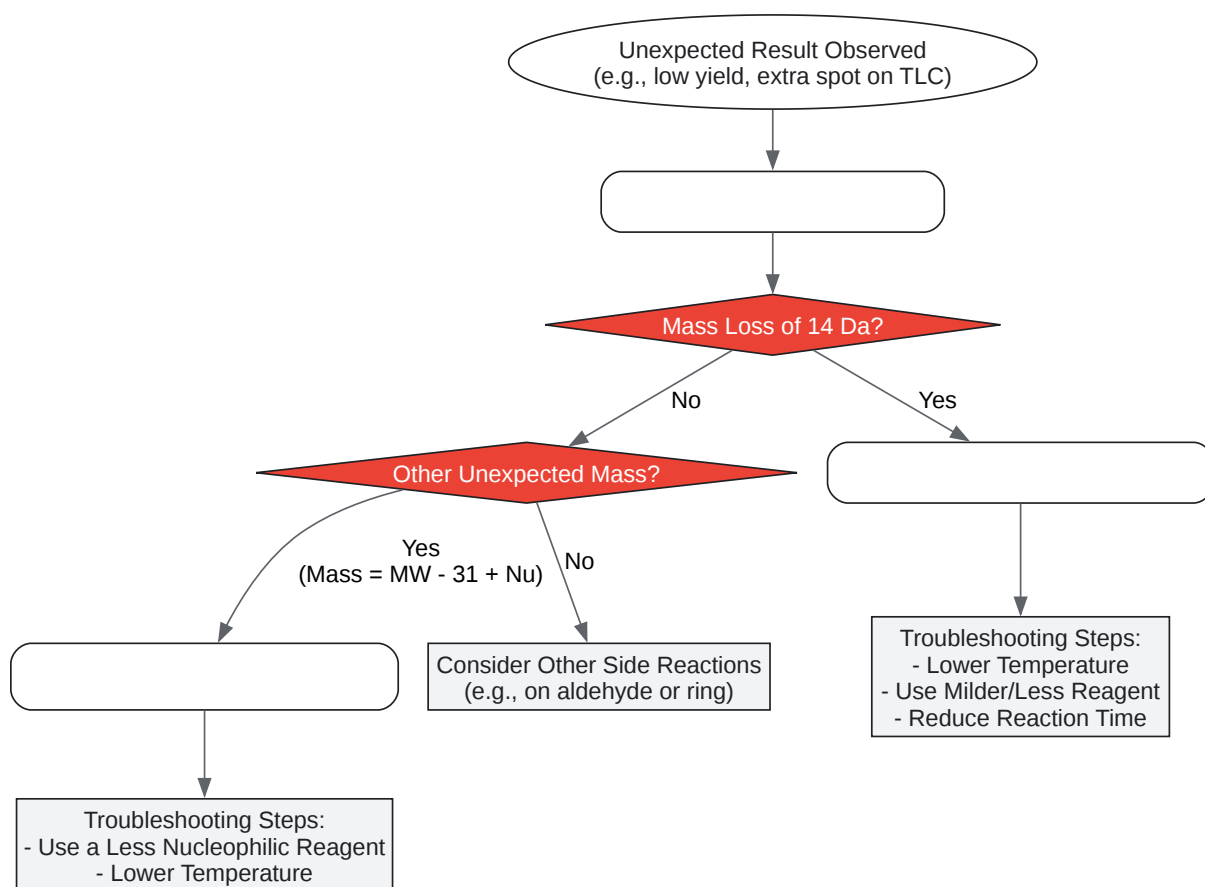 Unexpected Result Observed
(e.g., low yield, extra spot on TLC)
Mass Loss of 14 Da?
No
Yes
Other Unexpected Mass?
Yes
(Mass = MW - 31 + Nu)
No
Consider Other Side Reactions
(e.g., on aldehyde or ring)
Troubleshooting Steps:
- Lower Temperature
- Use Milder/Less Reagent
- Reduce Reaction Time
Troubleshooting Steps:
- Use a Less Nucleophilic Reagent
- Lower Temperature